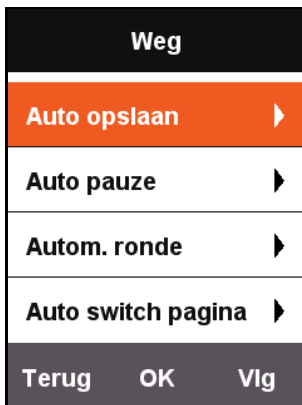 Weg
Auto opslaan
Auto pauze
Autom. ronde
Auto switch pagina
Terug OK Vlg